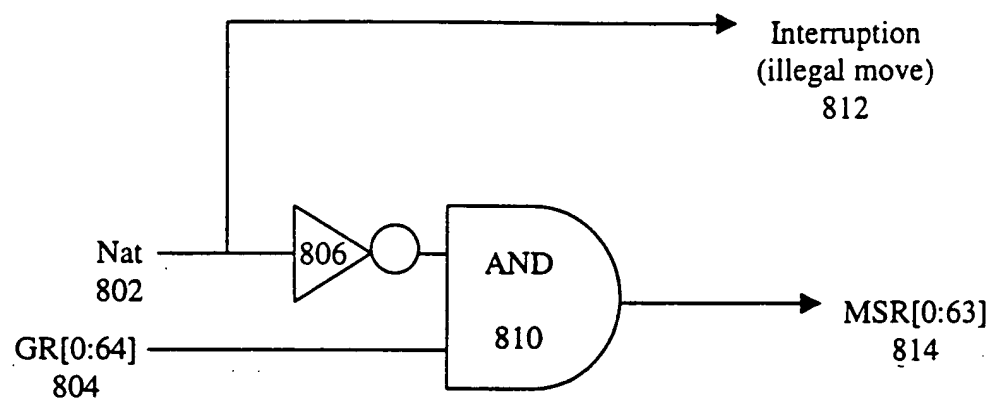 Interruption
(illegal move)
812
Nat
802
806
AND
810
GR[0:64]
804
MSR[0:63]
814